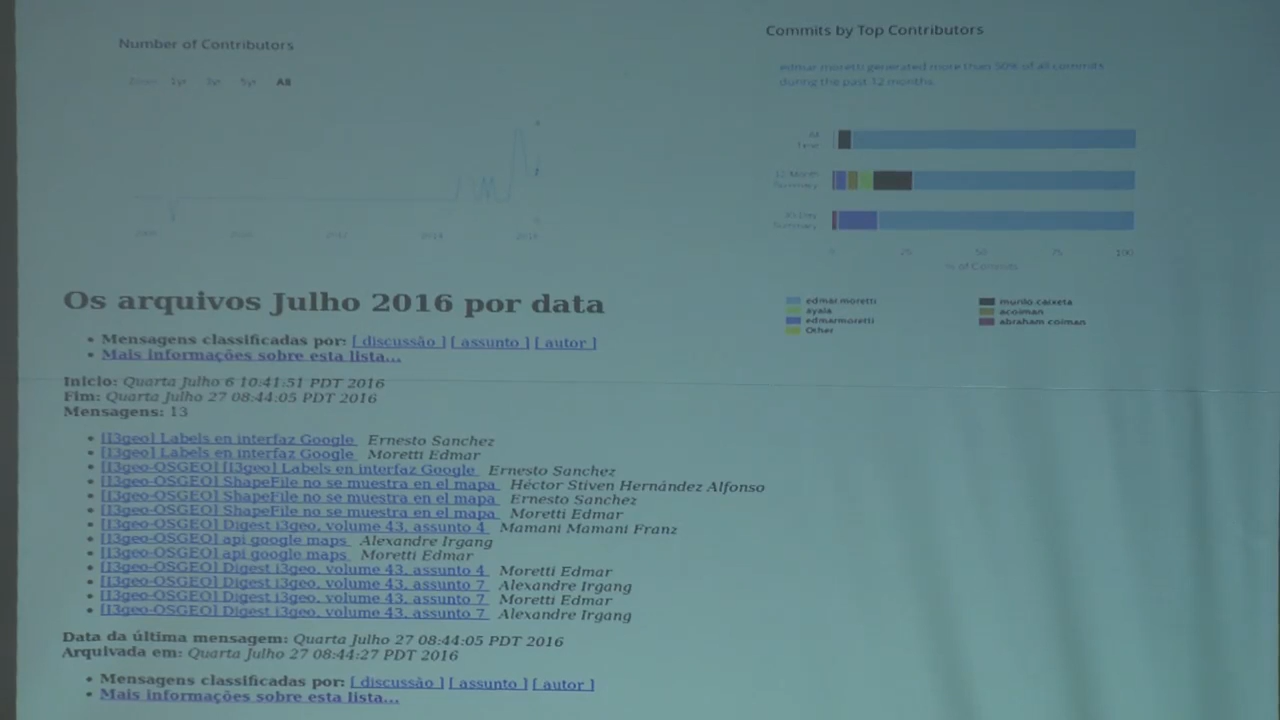 Number of Contributors
1yr 3yr 5yr All
2016
Commits by Top Contributors
edmar moretti generated more than 50% of all commits
during the past 12 months.
All
Time
12 Month
Summary
30 Day
Summary
0 25 50 75 100
% of Commits
edmar moretti
ayala
edmarmoretti
Other
murilo caixeta
acoiman
abraham coiman
Os arquivos Julho 2016 por data
• Mensagens classificadas por: [ discussão ] [ assunto ] [ autor ]
• Mais informações sobre esta lista...
Início: Quarta Julho 6 10:41:51 PDT 2016
Fim: Quarta Julho 27 08:44:05 PDT 2016
Mensagens: 13
• [I3geo] Labels en interfaz Google Ernesto Sanchez
• [I3geo] Labels en interfaz Google Moretti Edmar
• [I3geo-OSGEO] [I3geo] Labels en interfaz Google Ernesto Sanchez
• [I3geo-OSGEO] ShapeFile no se muestra en el mapa Héctor Stiven Hernández Alfonso
• [I3geo-OSGEO] ShapeFile no se muestra en el mapa Ernesto Sanchez
• [I3geo-OSGEO] ShapeFile no se muestra en el mapa Moretti Edmar
• [I3geo-OSGEO] Digest i3geo, volume 43, assunto 4 Mamani Mamani Franz
• [I3geo-OSGEO] api google maps Alexandre Irgang
• [I3geo-OSGEO] api google maps Moretti Edmar
• [I3geo-OSGEO] Digest i3geo, volume 43, assunto 4 Moretti Edmar
• [I3geo-OSGEO] Digest i3geo, volume 43, assunto 7 Alexandre Irgang
• [I3geo-OSGEO] Digest i3geo, volume 43, assunto 7 Moretti Edmar
• [I3geo-OSGEO] Digest i3geo, volume 43, assunto 7 Alexandre Irgang
Data da última mensagem: Quarta Julho 27 08:44:05 PDT 2016
Arquivada em: Quarta Julho 27 08:44:27 PDT 2016
• Mensagens classificadas por: [ discussão ] [ assunto ] [ autor ]
• Mais informações sobre esta lista...